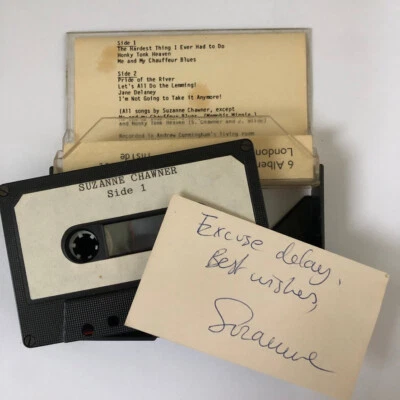 Side 1
The Hardest Thing I Ever Had to Do
Honky Tonk Heaven
Me and My Chauffeur Blues
Side 2
Pride of the River
Let's All Do the Lemming!
Jane Delaney
I'm Not Going to Take it Anymore!
(All songs by Suzanne Chawner, except
Me and my Chauffeur Blues (Memphis Minnie)
and Honky Tonk Heaven (S. Chawner and J.
Recorded in Andrew Cunningham's living room
6 Alber
London
SUZANNE CHAWNER
Side 1
Excuse delay.
Best wishes,
Suzanne